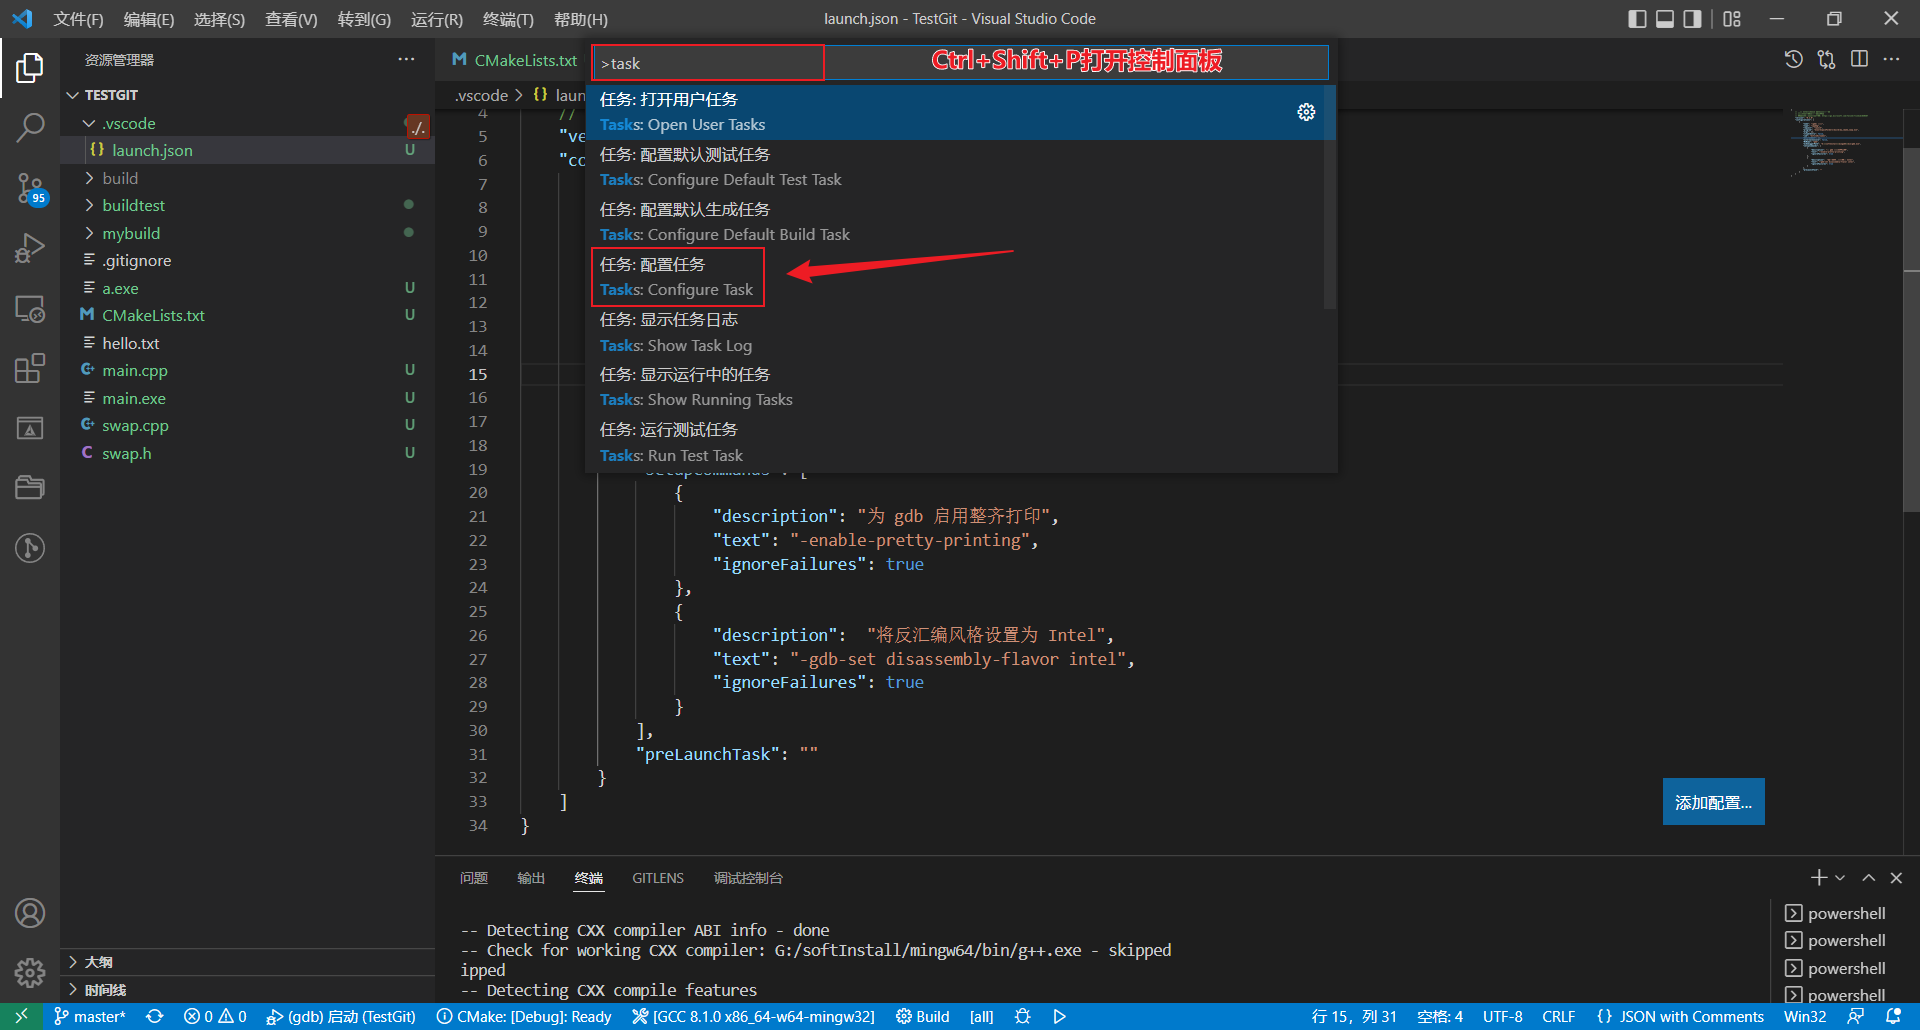 文件(F) 编辑(E) 选择(S) 查看(V) 转到(G) 运行(R) 终端(T) 帮助(H)
launch.json - TestGit - Visual Studio Code
资源管理器
TESTGIT
.vscode
launch.json U
build
buildtest
mybuild
.gitignore
a.exe U
CMakeLists.txt U
hello.txt
main.cpp U
main.exe U
swap.cpp U
swap.h U
大纲
时间线
95
CMakeLists.txt
.vscode > {} laun
>task
Ctrl+Shift+P打开控制面板
任务: 打开用户任务
Tasks: Open User Tasks
任务: 配置默认测试任务
Tasks: Configure Default Test Task
任务: 配置默认生成任务
Tasks: Configure Default Build Task
任务: 配置任务
Tasks: Configure Task
任务: 显示任务日志
Tasks: Show Task Log
任务: 显示运行中的任务
Tasks: Show Running Tasks
任务: 运行测试任务
Tasks: Run Test Task
4 //
5 "ve
6 "co
7
8
9
10
11
12
13
14
15
16
17
18
19 "setupCommands": [
20 {
21 "description": "为 gdb 启用整齐打印",
22 "text": "-enable-pretty-printing",
23 "ignoreFailures": true
24 },
25 {
26 "description":  "将反汇编风格设置为 Intel",
27 "text": "-gdb-set disassembly-flavor intel",
28 "ignoreFailures": true
29 }
30 ],
31 "preLaunchTask": ""
32 }
33 ]
34 }
添加配置...
问题 输出 终端 GITLENS 调试控制台
-- Detecting CXX compiler ABI info - done
-- Check for working CXX compiler: G:/softInstall/mingw64/bin/g++.exe - skipped
ipped
-- Detecting CXX compile features
powershell
powershell
powershell
powershell
master* 0 0 (gdb) 启动 (TestGit) CMake: [Debug]: Ready [GCC 8.1.0 x86_64-w64-mingw32] Build [all] 行 15，列 31 空格: 4 UTF-8 CRLF {} JSON with Comments Win32